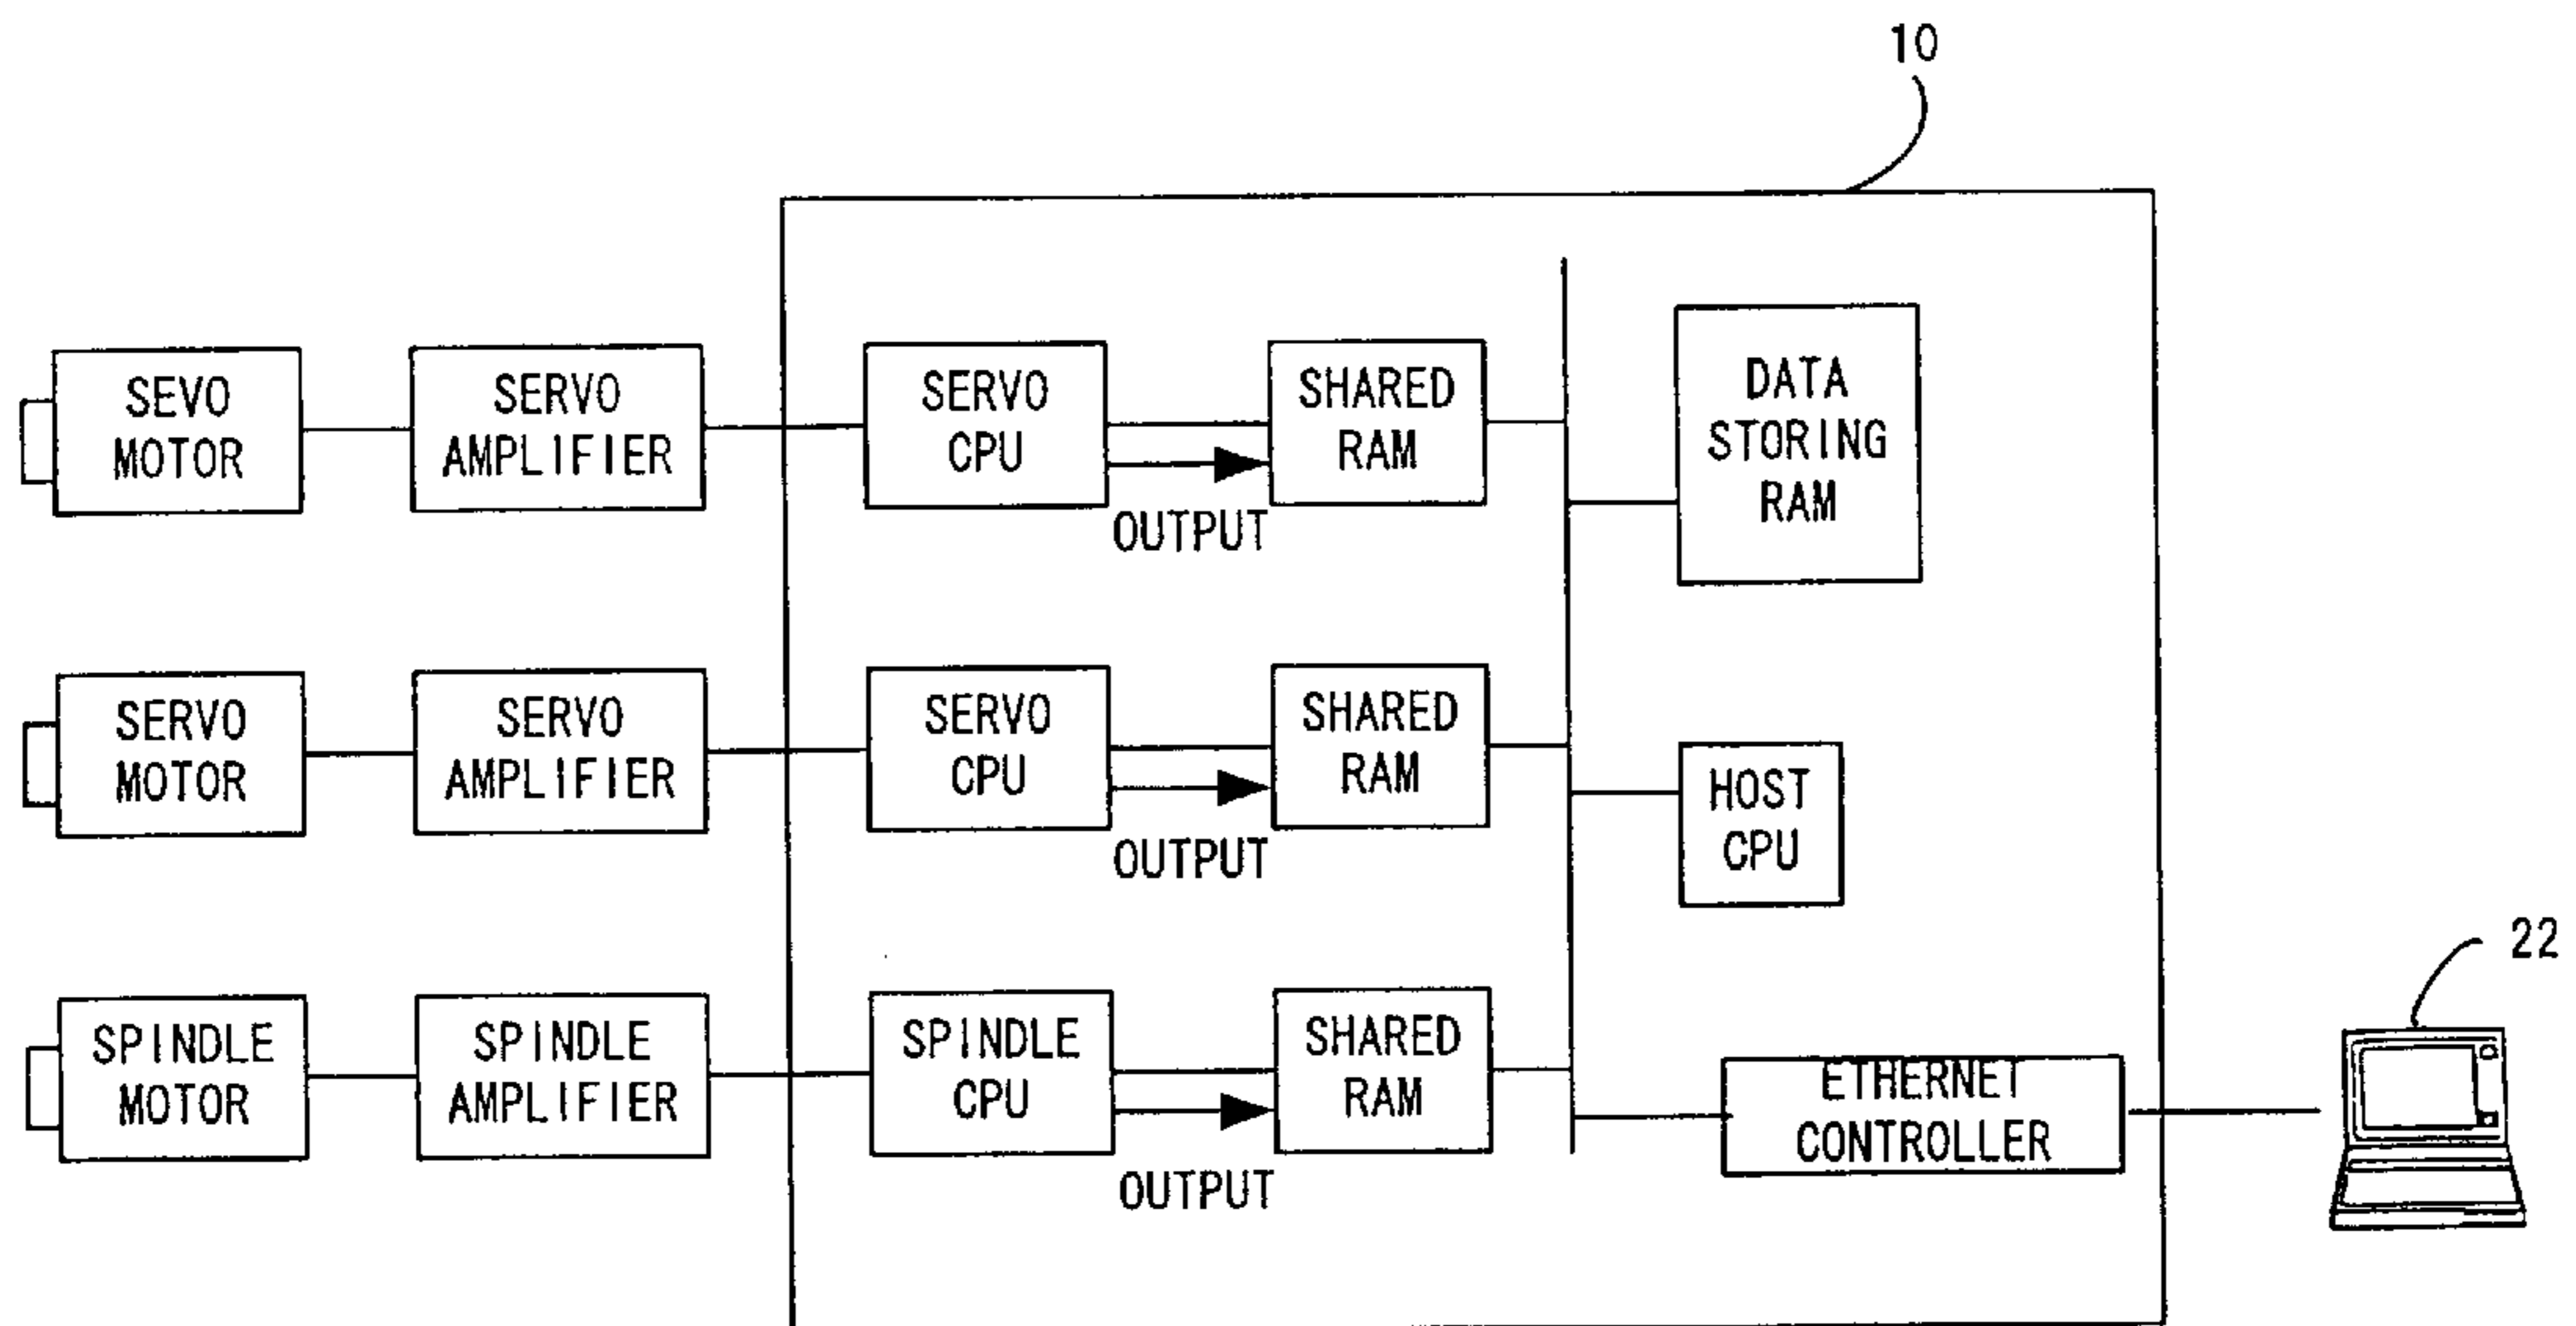 10
SEVO
MOTOR
SERVO
AMPLIFIER
SERVO
CPU
OUTPUT
SHARED
RAM
DATA
STORING
RAM
SERVO
MOTOR
SERVO
AMPLIFIER
SERVO
CPU
OUTPUT
SHARED
RAM
HOST
CPU
SPINDLE
MOTOR
SPINDLE
AMPLIFIER
SPINDLE
CPU
OUTPUT
SHARED
RAM
ETHERNET
CONTROLLER
22